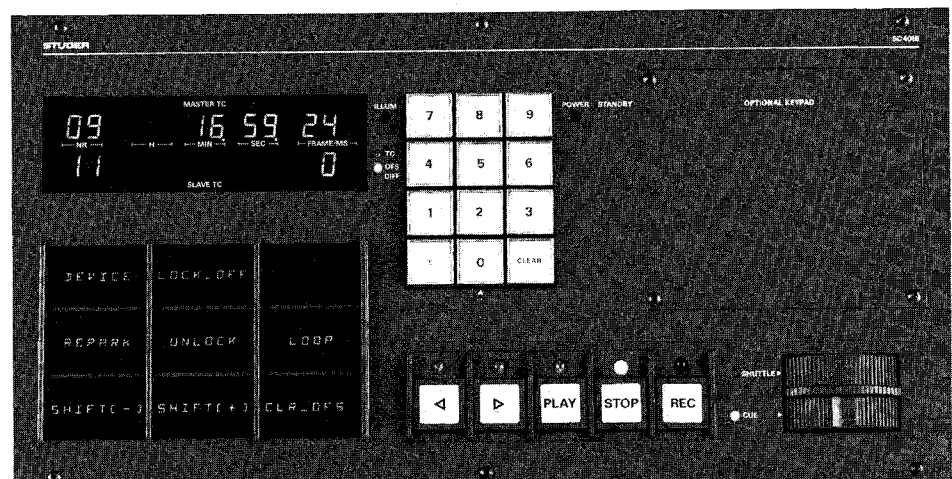 STUDER
SC 4016
MASTER TC
09 16 59 24
NR H MIN SEC FRAME/MS
11 0
SLAVE TC
ILLUM
TC
OFS
DIFF
7 8 9
4 5 6
1 2 3
0 CLEAR
POWER STANDBY
OPTIONAL KEYPAD
DEVICE LOCK_OFF
REPARK UNLOCK LOOP
SHIFT(-) SHIFT(+) CLR_OFS
PLAY STOP REC
SHUTTLE
CUE